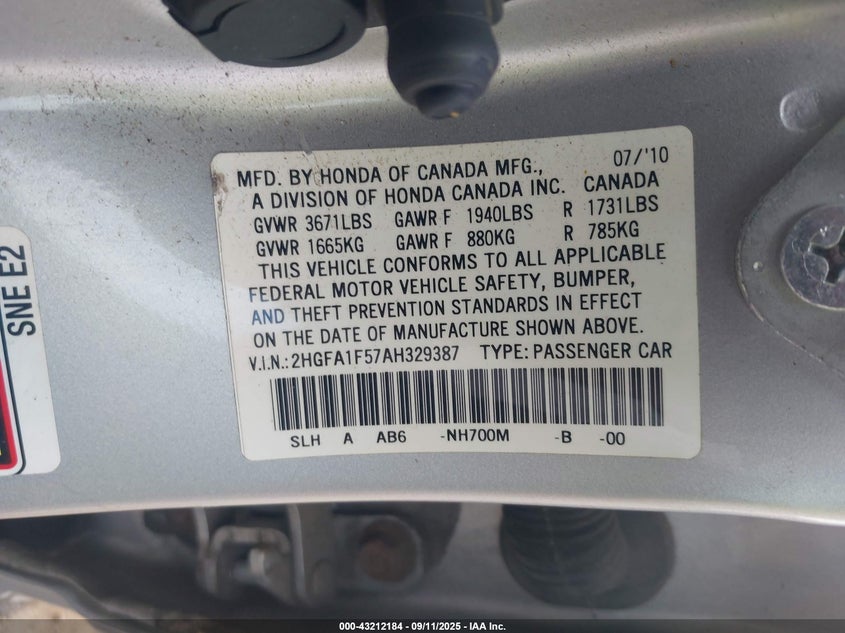 MFD. BY HONDA OF CANADA MFG., 07/'10
A DIVISION OF HONDA CANADA INC. CANADA
GVWR 3671LBS GAWR F 1940LBS R 1731LBS
GVWR 1665KG GAWR F 880KG R 785KG
THIS VEHICLE CONFORMS TO ALL APPLICABLE
FEDERAL MOTOR VEHICLE SAFETY, BUMPER,
AND THEFT PREVENTION STANDARDS IN EFFECT
ON THE DATE OF MANUFACTURE SHOWN ABOVE.
V.I.N.: 2HGFA1F57AH329387 TYPE: PASSENGER CAR
SLH A AB6 -NH700M -B -00
SNE E2
000-43212184 - 09/11/2025 - IAA Inc.